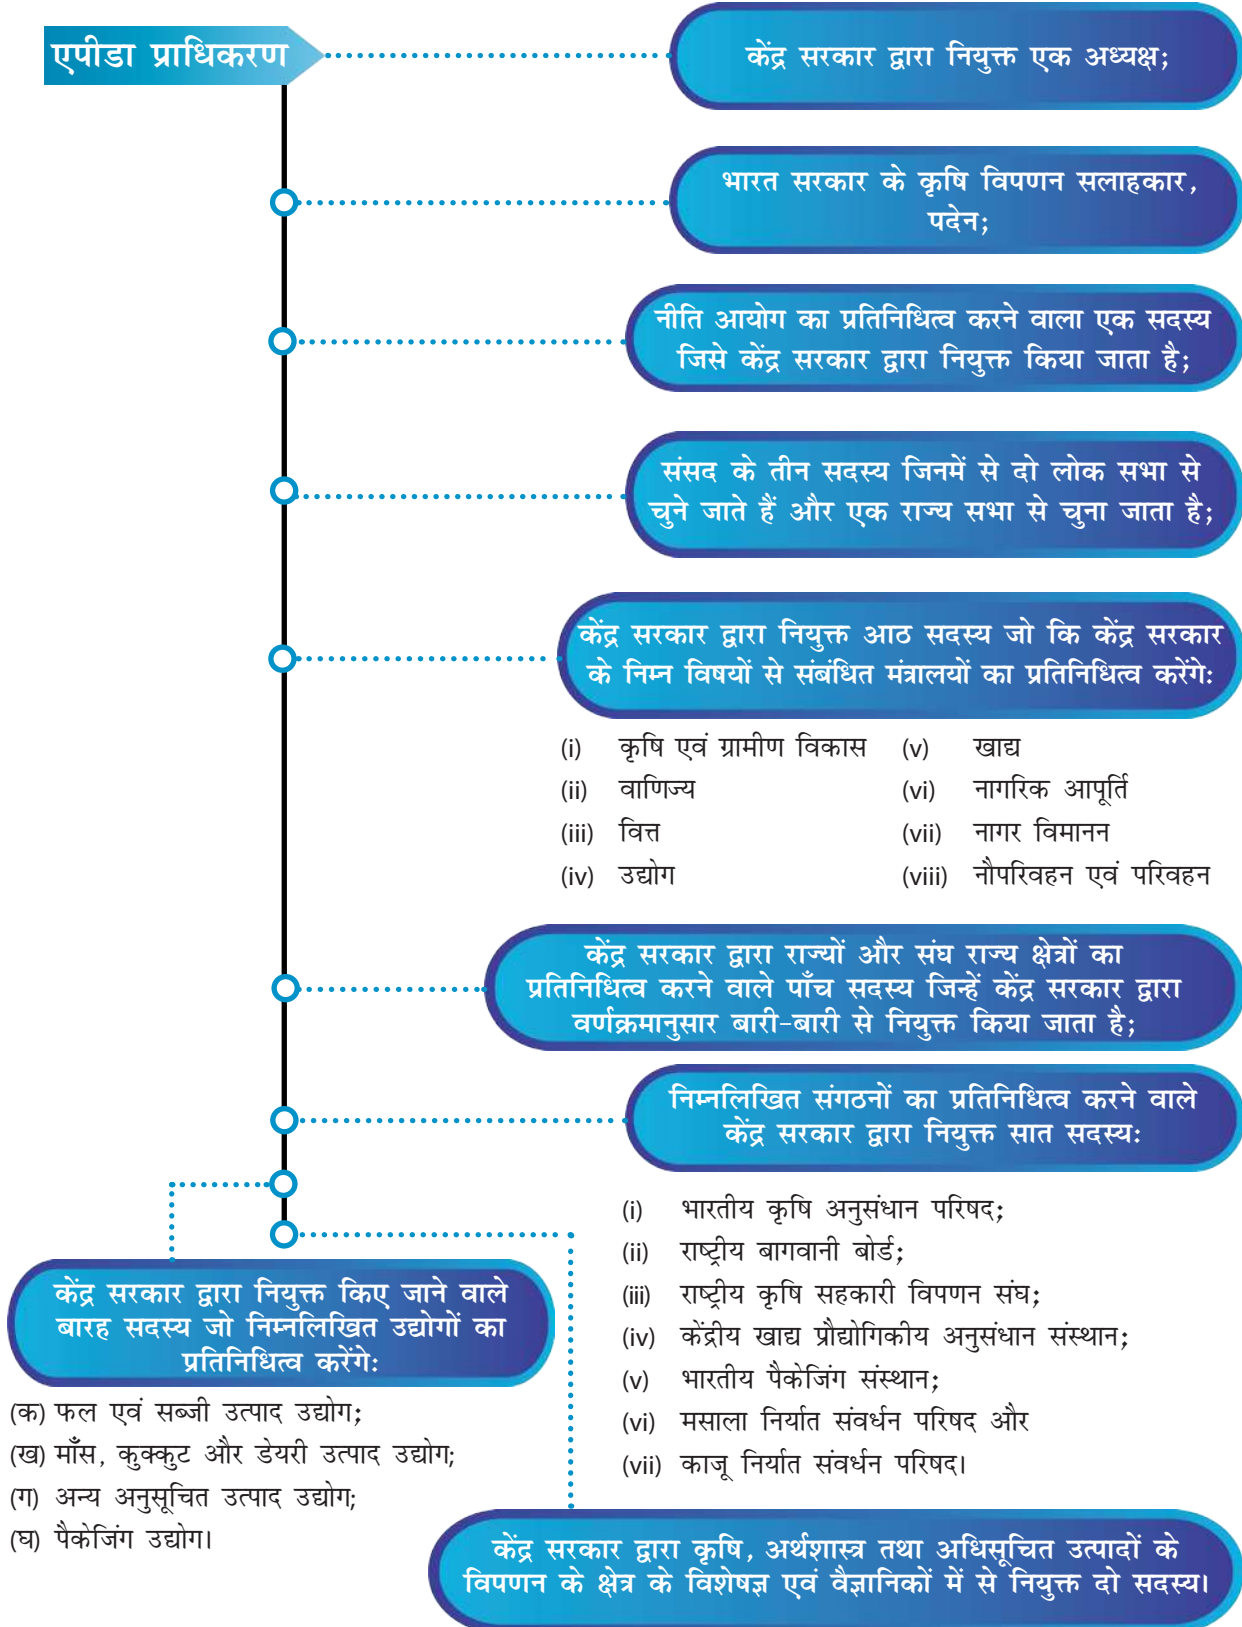 एपीडा प्राधिकरण
केंद्र सरकार द्वारा नियुक्त एक अध्यक्ष;
भारत सरकार के कृषि विपणन सलाहकार,
पदेन;
नीति आयोग का प्रतिनिधित्व करने वाला एक सदस्य
जिसे केंद्र सरकार द्वारा नियुक्त किया जाता है;
संसद के तीन सदस्य जिनमें से दो लोक सभा से
चुने जाते हैं और एक राज्य सभा से चुना जाता है;
केंद्र सरकार द्वारा नियुक्त आठ सदस्य जो कि केंद्र सरकार
के निम्न विषयों से संबंधित मंत्रालयों का प्रतिनिधित्व करेंगेः
(i) कृषि एवं ग्रामीण विकास
(ii) वाणिज्य
(iii) वित्त
(iv) उद्योग
(v) खाद्य
(vi) नागरिक आपूर्ति
(vii) नागर विमानन
(viii) नौपरिवहन एवं परिवहन
केंद्र सरकार द्वारा राज्यों और संघ राज्य क्षेत्रों का
प्रतिनिधित्व करने वाले पाँच सदस्य जिन्हें केंद्र सरकार द्वारा
वर्णक्रमानुसार बारी-बारी से नियुक्त किया जाता है;
निम्नलिखित संगठनों का प्रतिनिधित्व करने वाले
केंद्र सरकार द्वारा नियुक्त सात सदस्यः
(i) भारतीय कृषि अनुसंधान परिषद;
(ii) राष्ट्रीय बागवानी बोर्ड;
(iii) राष्ट्रीय कृषि सहकारी विपणन संघ;
(iv) केंद्रीय खाद्य प्रौद्योगिकीय अनुसंधान संस्थान;
(v) भारतीय पैकेजिंग संस्थान;
(vi) मसाला निर्यात संवर्धन परिषद और
(vii) काजू निर्यात संवर्धन परिषद।
केंद्र सरकार द्वारा नियुक्त किए जाने वाले
बारह सदस्य जो निम्नलिखित उद्योगों का
प्रतिनिधित्व करेंगेः
(क) फल एवं सब्जी उत्पाद उद्योग;
(ख) माँस, कुक्कुट और डेयरी उत्पाद उद्योग;
(ग) अन्य अनुसूचित उत्पाद उद्योग;
(घ) पैकेजिंग उद्योग।
केंद्र सरकार द्वारा कृषि, अर्थशास्त्र तथा अधिसूचित उत्पादों के
विपणन के क्षेत्र के विशेषज्ञ एवं वैज्ञानिकों में से नियुक्त दो सदस्य।